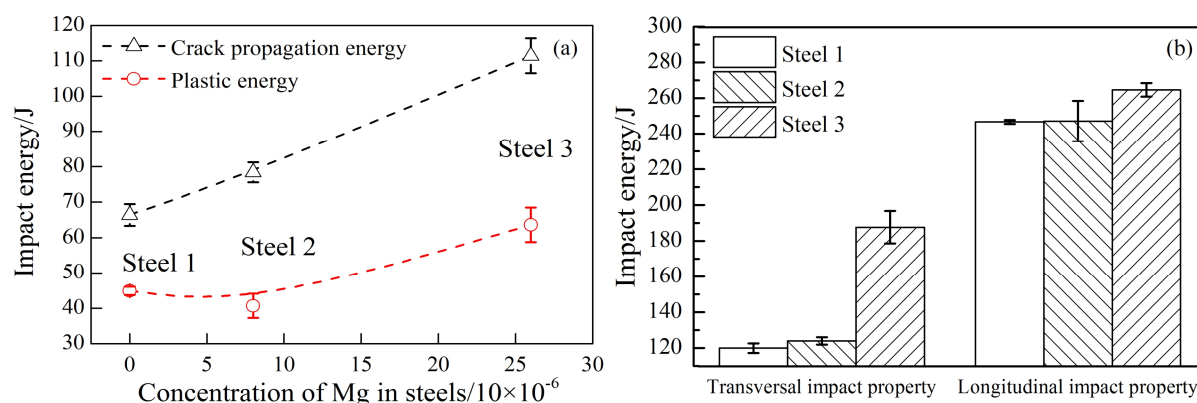 120
110
100
90
80
70
60
50
40
30
Impact energy/J
Crack propagation energy
Plastic energy
(a)
Steel 1
Steel 2
Steel 3
0 5 10 15 20 25 30
Concentration of Mg in steels/10×10⁻⁶
300
280
260
240
220
200
180
160
140
120
Impact energy/J
Steel 1
Steel 2
Steel 3
(b)
Transversal impact property Longitudinal impact property